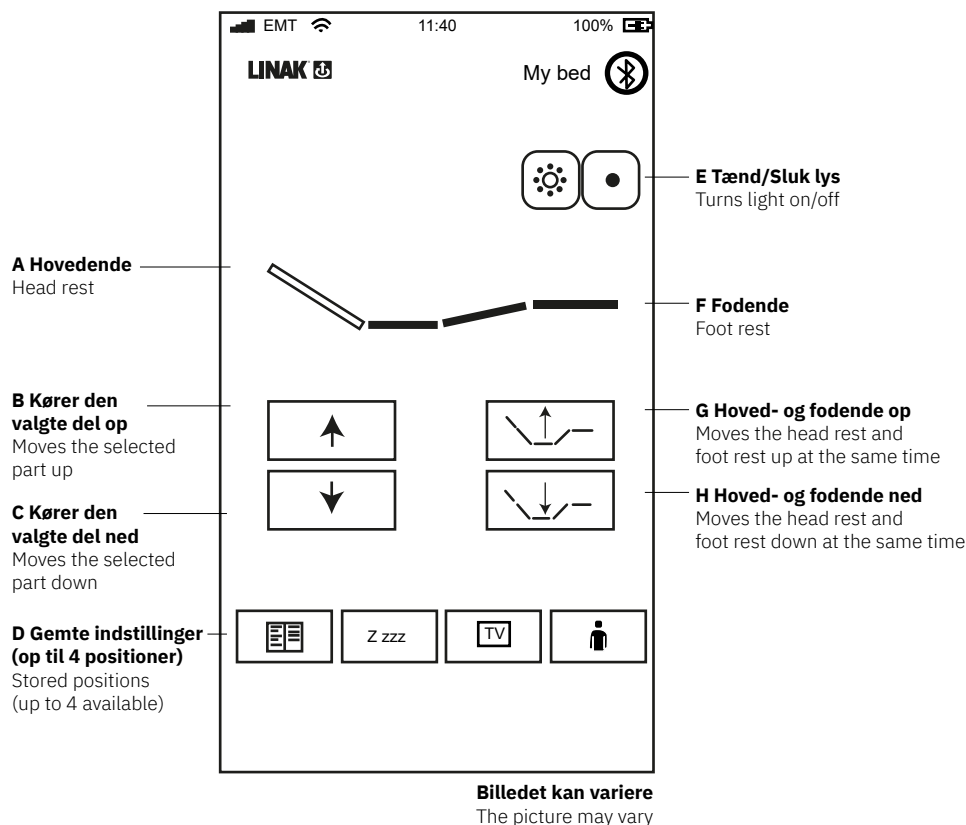 EMT 11:40 100%
LINAK My bed
E Tænd/Sluk lys
Turns light on/off
A Hovedende
Head rest
F Fodende
Foot rest
B Kører den
valgte del op
Moves the selected
part up
G Hoved- og fodende op
Moves the head rest and
foot rest up at the same time
C Kører den
valgte del ned
Moves the selected
part down
H Hoved- og fodende ned
Moves the head rest and
foot rest down at the same time
D Gemte indstillinger
(op til 4 positioner)
Stored positions
(up to 4 available)
Z zzz TV
Billedet kan variere
The picture may vary